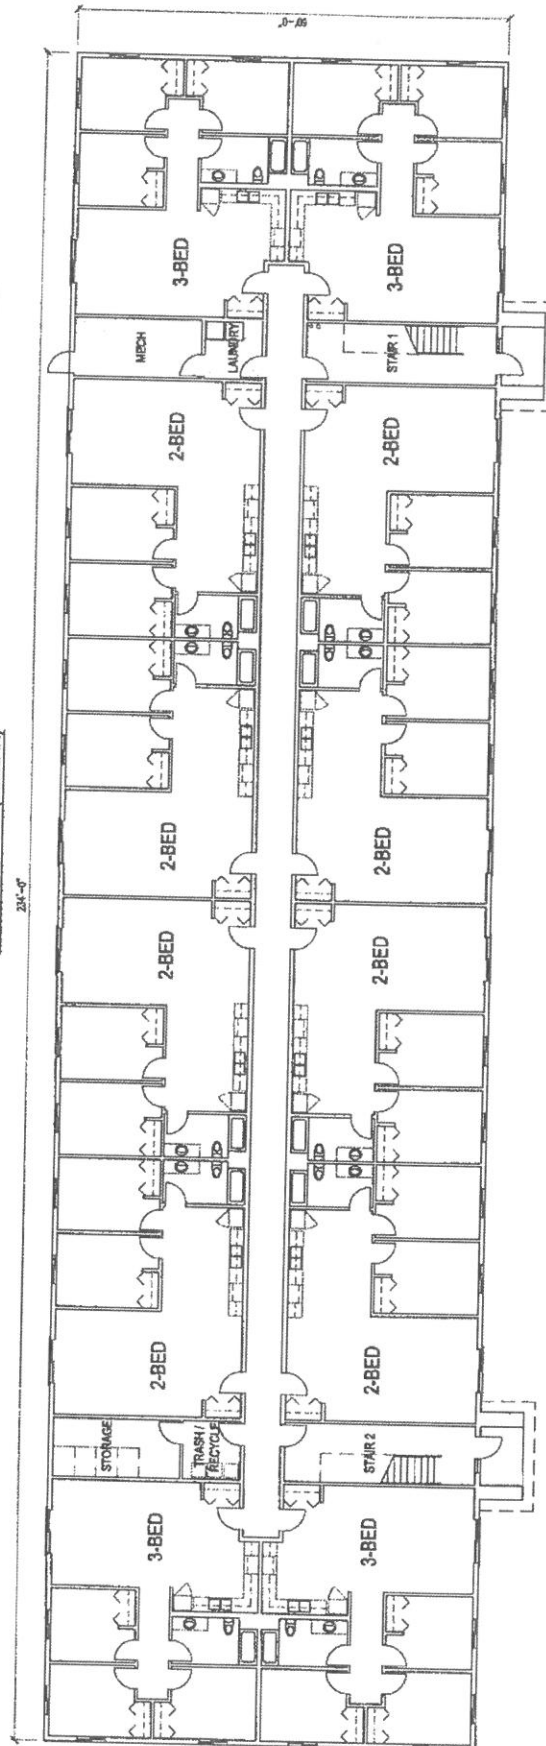 234'-0"
3-BED
STORAGE
TRASH /
RECYCLE
2-BED
2-BED
2-BED
2-BED
MECH
LAUNDRY
3-BED
60'-0"
3-BED
STAIR 2
2-BED
2-BED
2-BED
2-BED
STAIR 1
3-BED